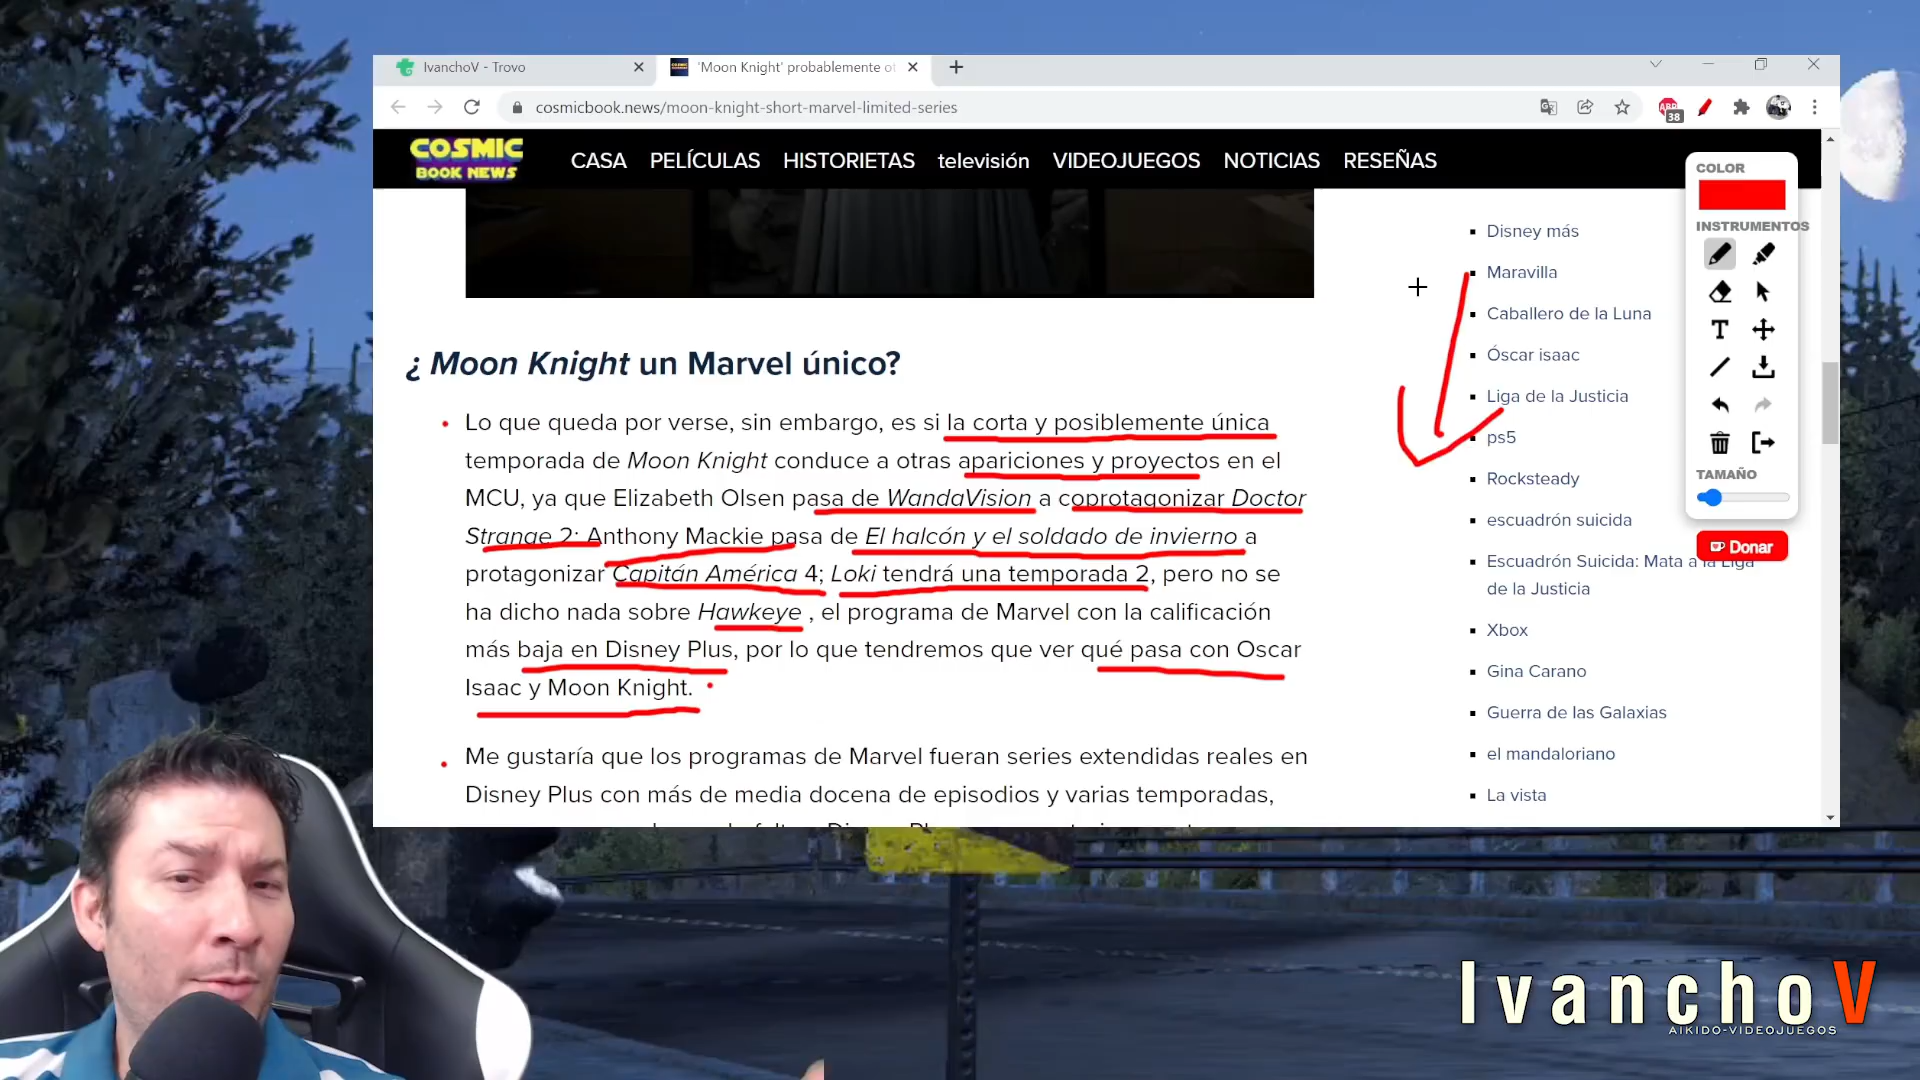 IvanchoV - Trovo
'Moon Knight' probablemente ot
cosmicbook.news/moon-knight-short-marvel-limited-series
ABP
38
COSMIC
BOOK NEWS
CASA PELÍCULAS HISTORIETAS televisión VIDEOJUEGOS NOTICIAS RESEÑAS
COLOR
INSTRUMENTOS
T
TAMAÑO
Donar
Disney más
Maravilla
Caballero de la Luna
Óscar isaac
Liga de la Justicia
ps5
Rocksteady
escuadrón suicida
Escuadrón Suicida: Mata a la Liga
de la Justicia
Xbox
Gina Carano
Guerra de las Galaxias
el mandaloriano
La vista
¿ Moon Knight un Marvel único?
Lo que queda por verse, sin embargo, es si la corta y posiblemente única
temporada de Moon Knight conduce a otras apariciones y proyectos en el
MCU, ya que Elizabeth Olsen pasa de WandaVision a coprotagonizar Doctor
Strange 2; Anthony Mackie pasa de El halcón y el soldado de invierno a
protagonizar Capitán América 4; Loki tendrá una temporada 2, pero no se
ha dicho nada sobre Hawkeye , el programa de Marvel con la calificación
más baja en Disney Plus, por lo que tendremos que ver qué pasa con Oscar
Isaac y Moon Knight.
Me gustaría que los programas de Marvel fueran series extendidas reales en
Disney Plus con más de media docena de episodios y varias temporadas,
IvanchoV
AIKIDO-VIDEOJUEGOS